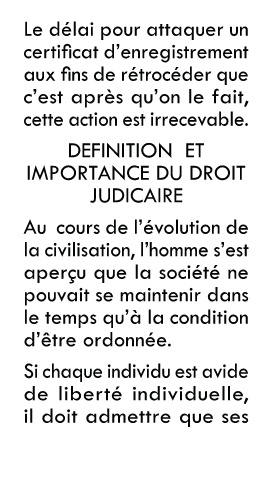 Le délai pour attaquer un
certificat d'enregistrement
aux fins de rétrocéder que
c'est après qu'on le fait,
cette action est irrecevable.
DEFINITION ET
IMPORTANCE DU DROIT
JUDICAIRE
Au cours de l'évolution de
la civilisation, l'homme s'est
aperçu que la société ne
pouvait se maintenir dans
le temps qu'à la condition
d'être ordonnée.
Si chaque individu est avide
de liberté individuelle,
il doit admettre que ses